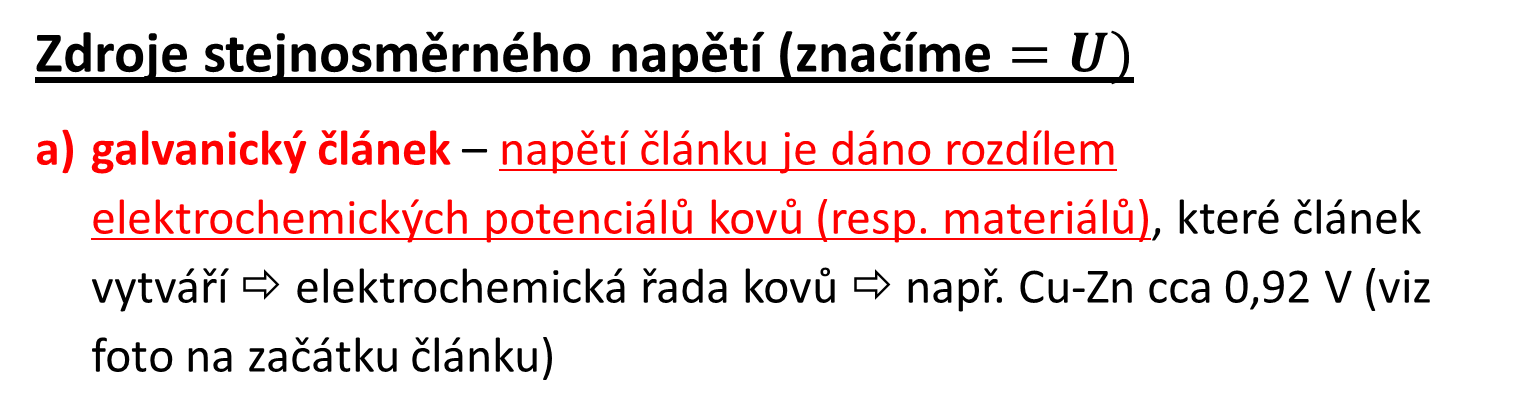 Zdroje stejnosměrného napětí (značíme = U)
a) galvanický článek – napětí článku je dáno rozdílem
elektrochemických potenciálů kovů (resp. materiálů), které článek
vytváří ⇨ elektrochemická řada kovů ⇨ např. Cu-Zn cca 0,92 V (viz
foto na začátku článku)